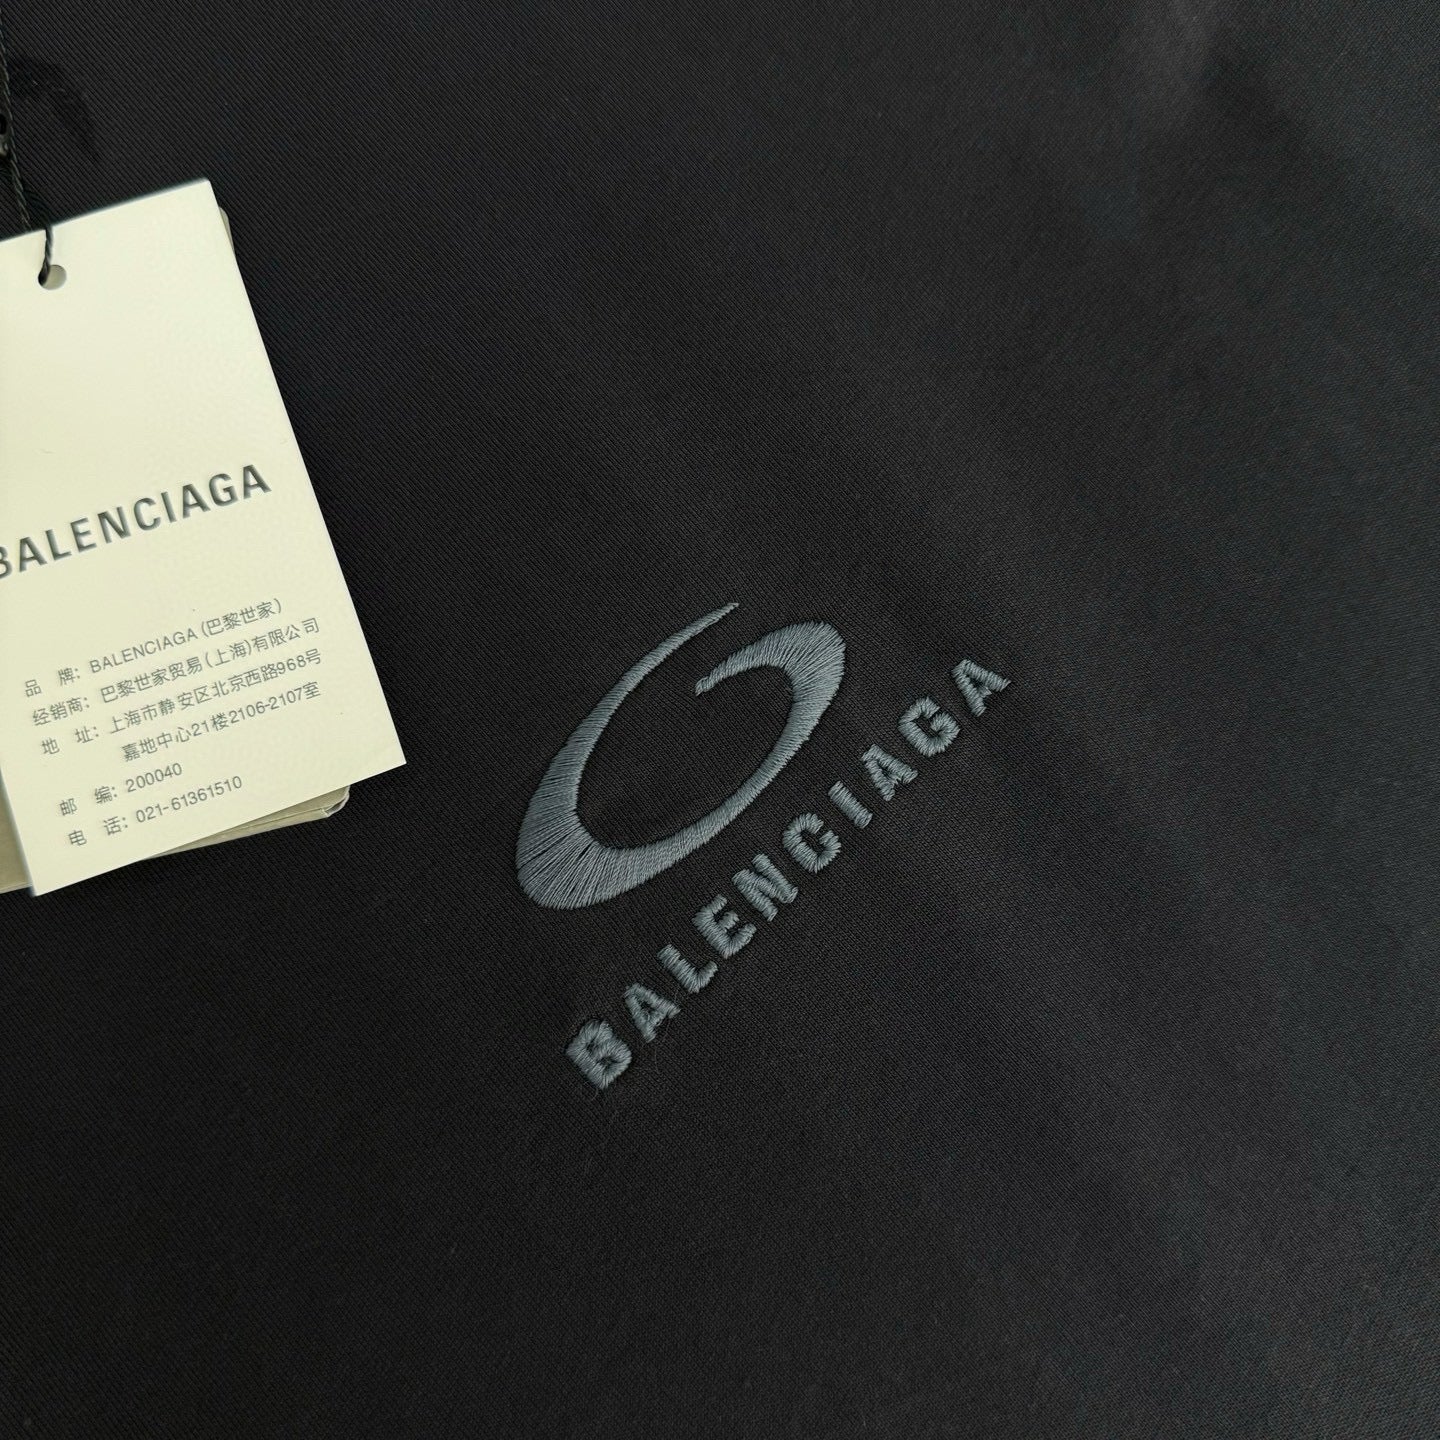 BALENCIAGA
品 牌: BALENCIAGA (巴黎世家)
经销商: 巴黎世家贸易(上海)有限公司
地 址: 上海市静安区北京西路968号
嘉地中心21楼2106-2107室
邮 编: 200040
电 话: 021-61361510
BALENCIAGA